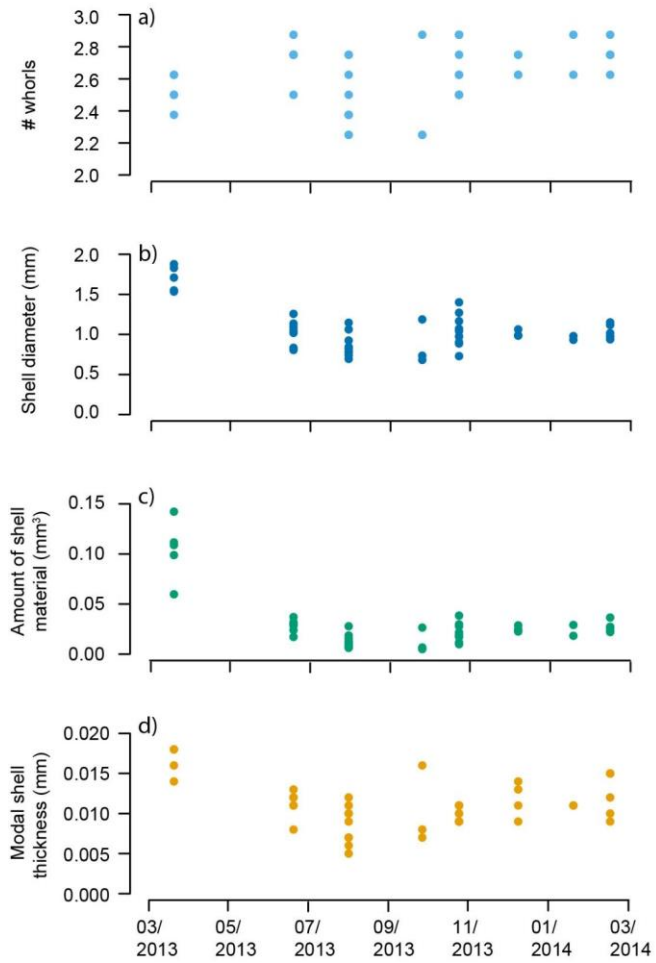 a)
# whorls
3.0
2.8
2.6
2.4
2.2
2.0
b)
Shell diameter (mm)
2.0
1.5
1.0
0.5
0.0
c)
Amount of shell
material (mm³)
0.15
0.10
0.05
0.00
d)
Modal shell
thickness (mm)
0.020
0.015
0.010
0.005
0.000
03/ 05/ 07/ 09/ 11/ 01/ 03/
2013 2013 2013 2013 2013 2014 2014